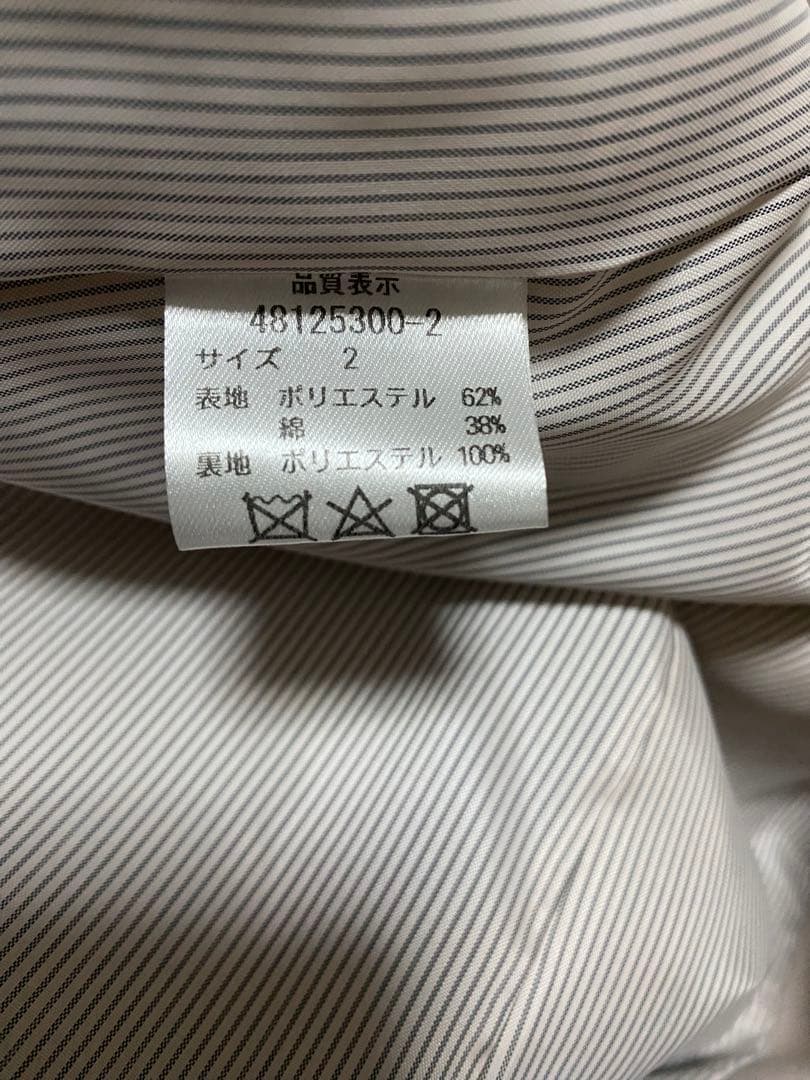 品質表示
48125300-2
サイズ 2
表地 ポリエステル 62%
綿 38%
裏地 ポリエステル 100%